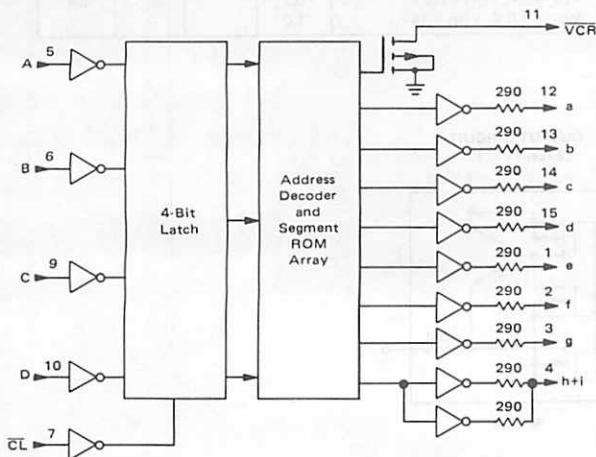 11
VCR
A 5
290 12 a
290 13 b
B 6
290 14 c
4-Bit
Latch
Address
Decoder
and
Segment
ROM
Array
290 15 d
290 1 e
C 9
290 2 f
290 3 g
D 10
290 4 h+i
290
CL 7